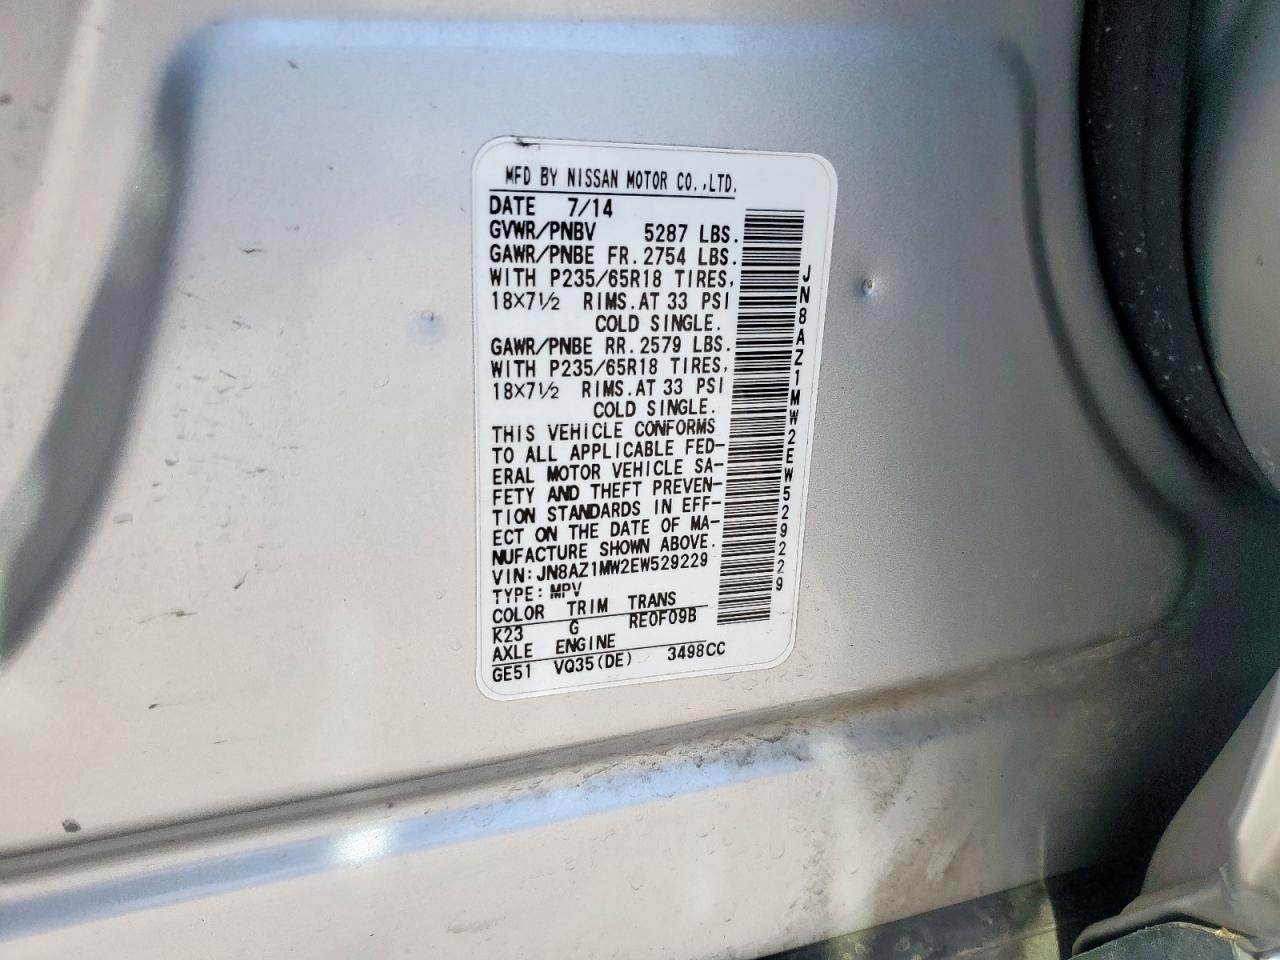 MFD BY NISSAN MOTOR CO.,LTD.
DATE 7/14
GVWR/PNBV 5287 LBS.
GAWR/PNBE FR. 2754 LBS.
WITH P235/65R18 TIRES,
18×7½ RIMS. AT 33 PSI
COLD SINGLE.
GAWR/PNBE RR. 2579 LBS.
WITH P235/65R18 TIRES,
18×7½ RIMS. AT 33 PSI
COLD SINGLE.
THIS VEHICLE CONFORMS
TO ALL APPLICABLE FED-
ERAL MOTOR VEHICLE SA-
FETY AND THEFT PREVEN-
TION STANDARDS IN EFF-
ECT ON THE DATE OF MA-
NUFACTURE SHOWN ABOVE.
VIN: JN8AZ1MW2EW529229
TYPE: MPV
COLOR TRIM TRANS
K23 G RE0F09B
AXLE ENGINE
GE51 VQ35(DE) 3498CC
JN8AZ1MW2EW529229